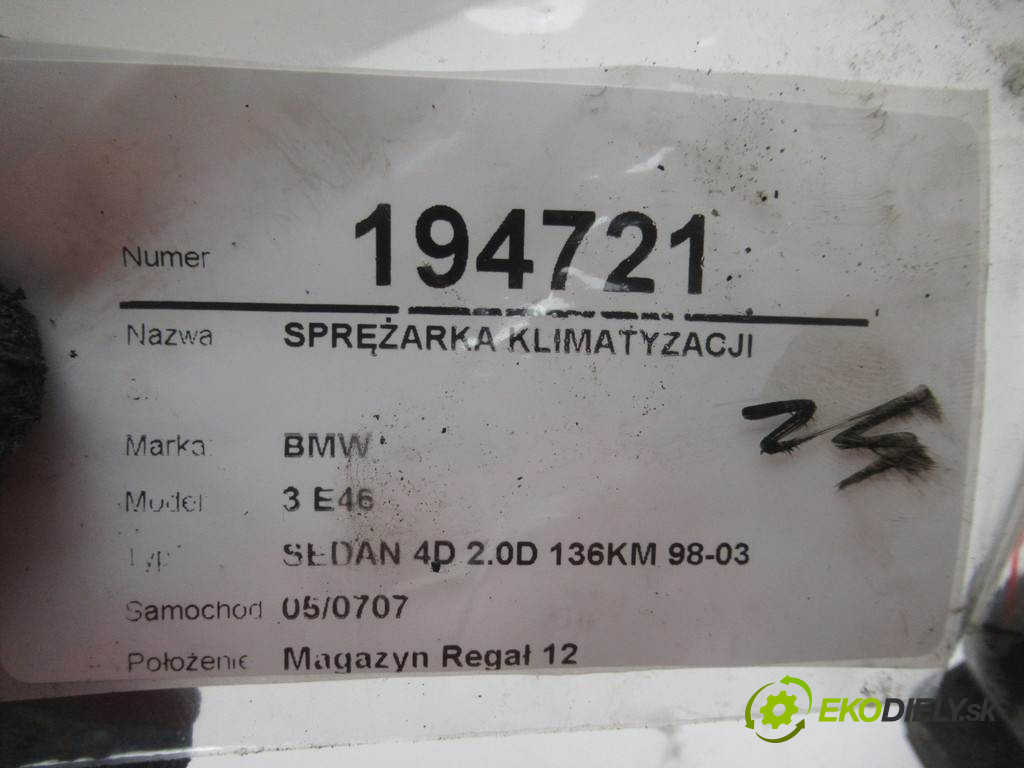 Numer 194721
Nazwa SPRĘŻARKA KLIMATYZACJI
Marka BMW
Model 3 E46
Typ SEDAN 4D 2.0D 136KM 98-03
Samochod 05/0707
Położenie Magazyn Regał 12
EKODIELY.sk